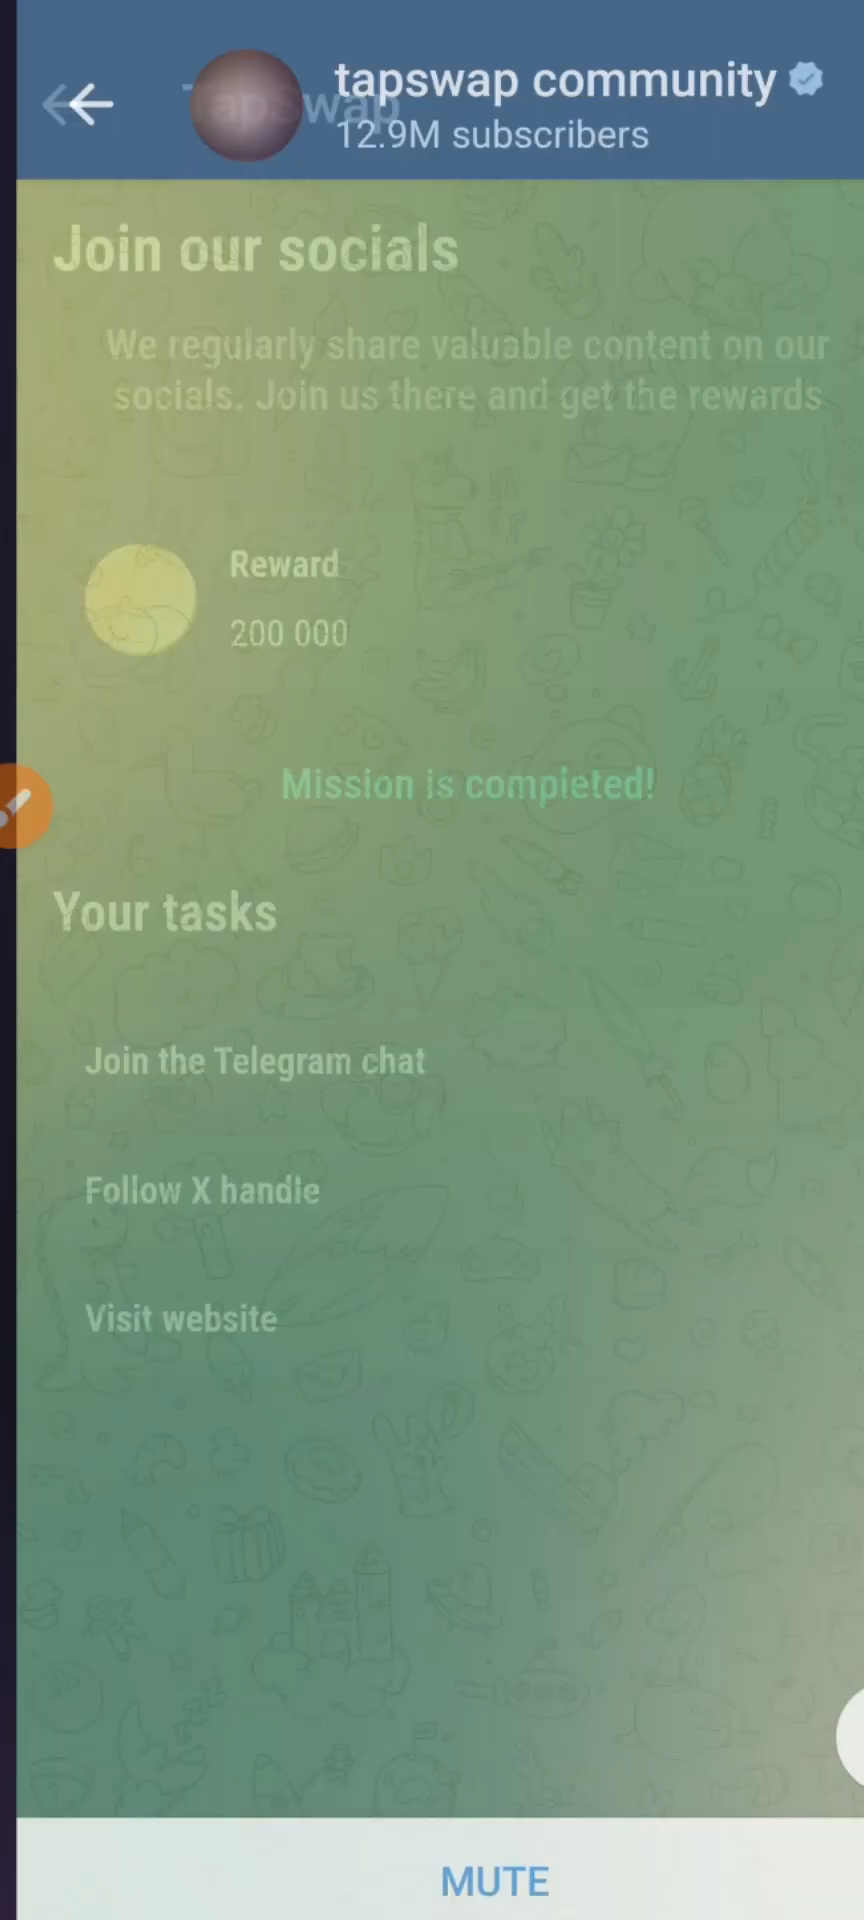 TapSwap
tapswap community
12.9M subscribers
Join our socials
We regularly share valuable content on our
socials. Join us there and get the rewards
Reward
200 000
Mission is completed!
Your tasks
Join the Telegram chat
Follow X handle
Visit website
MUTE